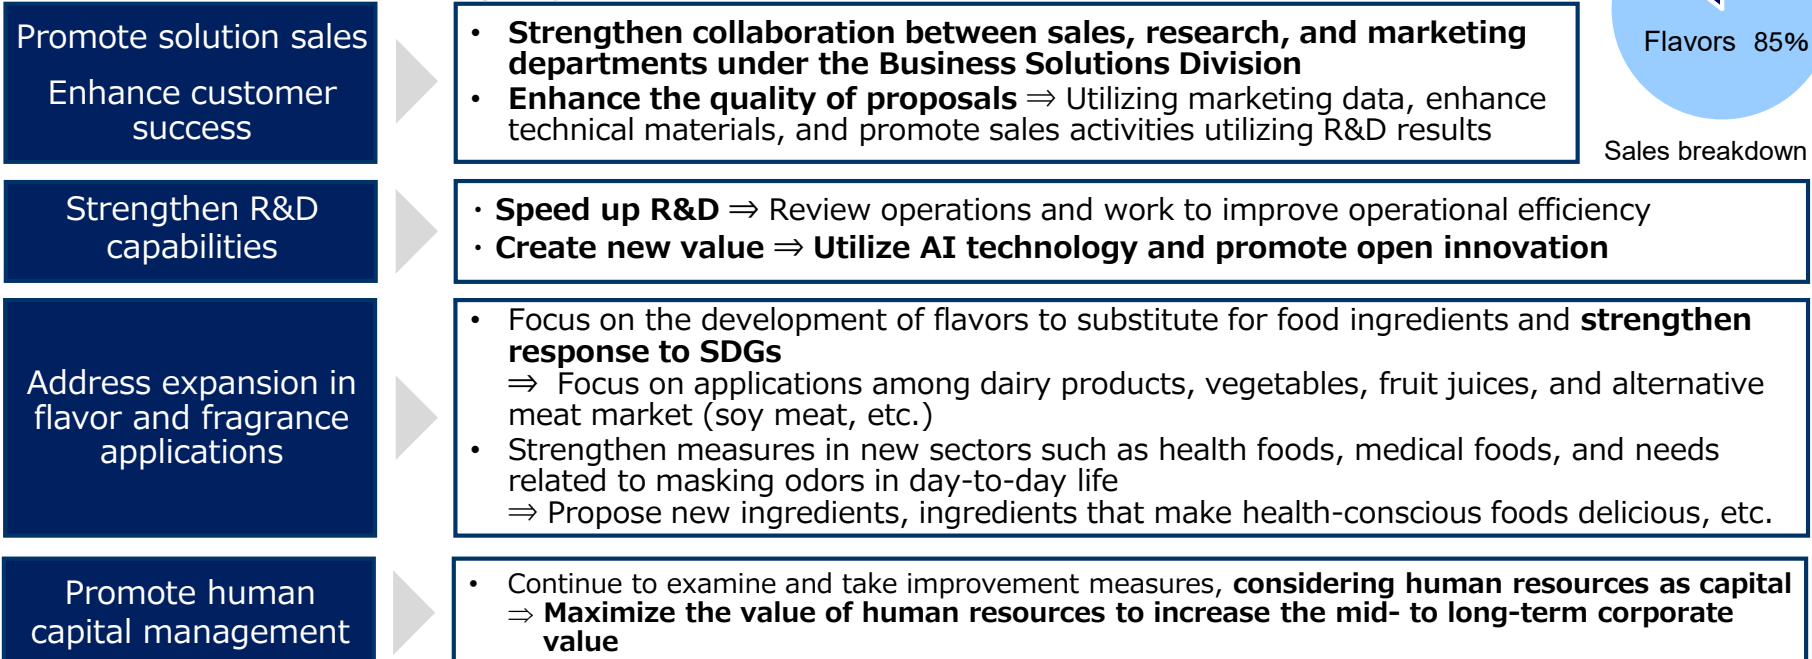 Promote solution sales
Enhance customer
success
• Strengthen collaboration between sales, research, and marketing
departments under the Business Solutions Division
• Enhance the quality of proposals ⇒ Utilizing marketing data, enhance
technical materials, and promote sales activities utilizing R&D results
Flavors 85%
Sales breakdown
Strengthen R&D
capabilities
・Speed up R&D ⇒ Review operations and work to improve operational efficiency
・Create new value ⇒ Utilize AI technology and promote open innovation
Address expansion in
flavor and fragrance
applications
• Focus on the development of flavors to substitute for food ingredients and strengthen
response to SDGs
⇒ Focus on applications among dairy products, vegetables, fruit juices, and alternative
meat market (soy meat, etc.)
• Strengthen measures in new sectors such as health foods, medical foods, and needs
related to masking odors in day-to-day life
⇒ Propose new ingredients, ingredients that make health-conscious foods delicious, etc.
Promote human
capital management
• Continue to examine and take improvement measures, considering human resources as capital
⇒ Maximize the value of human resources to increase the mid- to long-term corporate
value